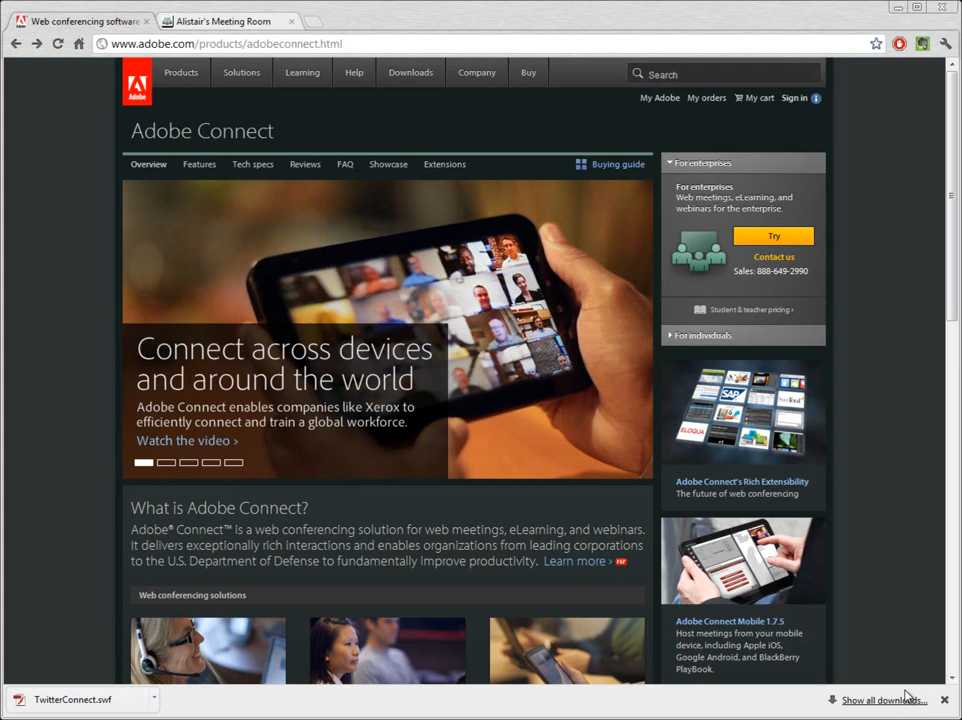 Web conferencing software
Alistair's Meeting Room
www.adobe.com/products/adobeconnect.html
Adobe
Products Solutions Learning Help Downloads Company Buy
Search
My Adobe My orders My cart Sign in
Adobe Connect
Overview Features Tech specs Reviews FAQ Showcase Extensions
Buying guide
Connect across devices
and around the world
Adobe Connect enables companies like Xerox to
efficiently connect and train a global workforce.
Watch the video ›
What is Adobe Connect?
Adobe® Connect™ is a web conferencing solution for web meetings, eLearning, and webinars.
It delivers exceptionally rich interactions and enables organizations from leading corporations
to the U.S. Department of Defense to fundamentally improve productivity. Learn more ›
Web conferencing solutions
For enterprises
For enterprises
Web meetings, eLearning, and
webinars for the enterprise.
Try
Contact us
Sales: 888-649-2990
Student & teacher pricing ›
For individuals
SAP
ELOQUA
Adobe Connect's Rich Extensibility
The future of web conferencing
Adobe Connect Mobile 1.7.5
Host meetings from your mobile
device, including Apple iOS,
Google Android, and BlackBerry
PlayBook.
TwitterConnect.swf
Show all downloads...